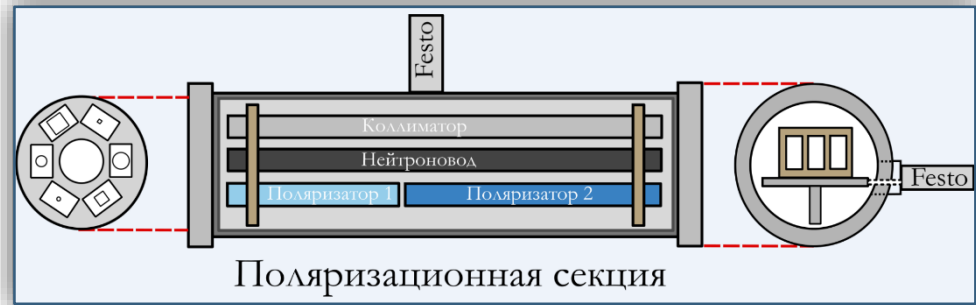 Festo
Коллиматор
Нейтроновод
Поляризатор 1
Поляризатор 2
Festo
Поляризационная секция